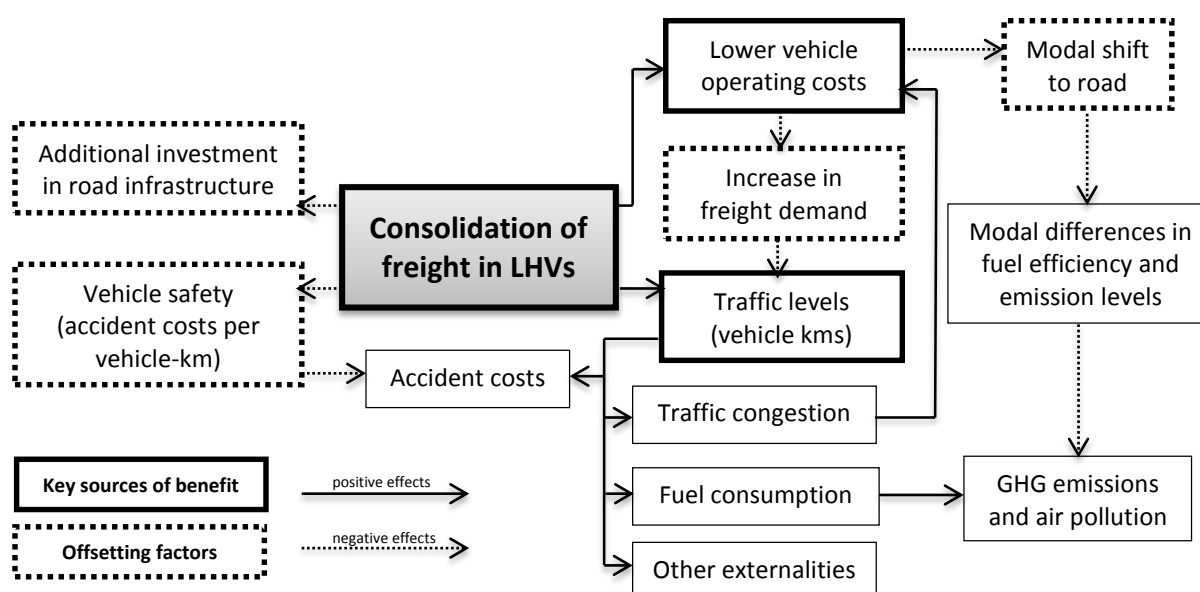 Lower vehicle
operating costs
Modal shift
to road
Additional investment
in road infrastructure
Increase in
freight demand
Consolidation of
freight in LHVs
Modal differences in
fuel efficiency and
emission levels
Vehicle safety
(accident costs per
vehicle-km)
Traffic levels
(vehicle kms)
Accident costs
Traffic congestion
Key sources of benefit
positive effects
Fuel consumption
GHG emissions
and air pollution
Offsetting factors
negative effects
Other externalities